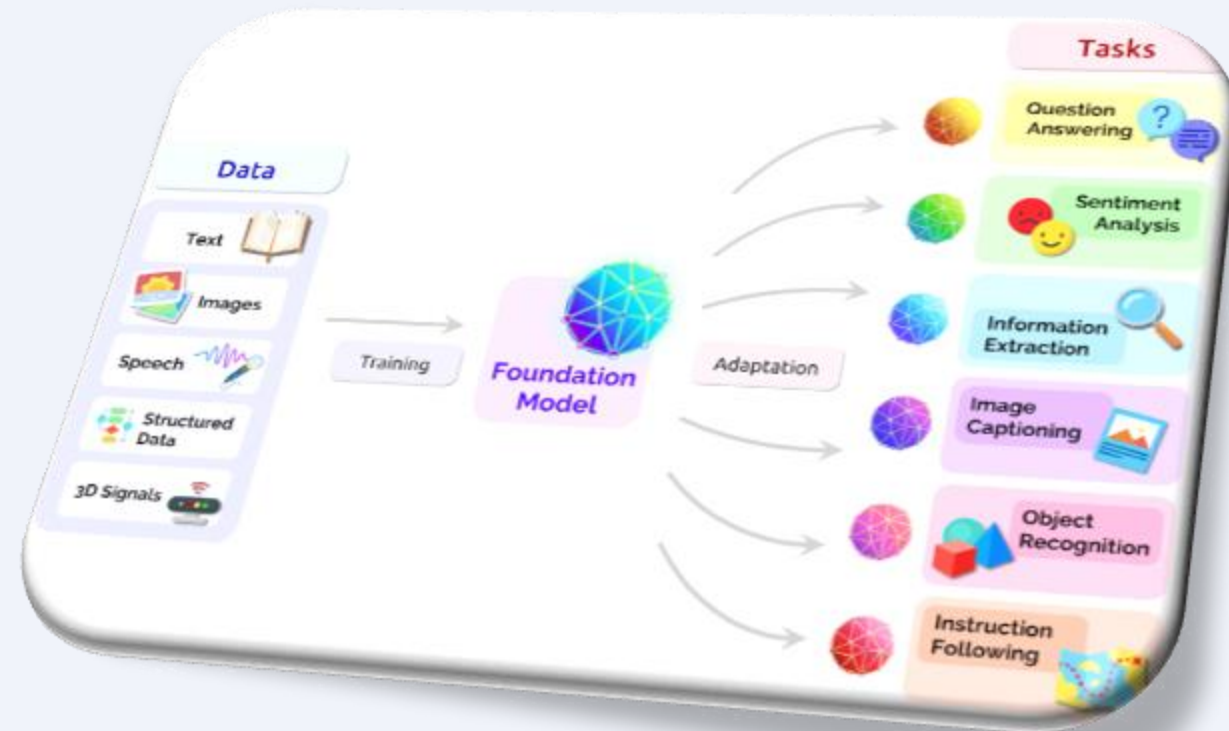 Data
Text
Images
Speech
Structured
Data
3D Signals
Training
Foundation
Model
Adaptation
Tasks
Question
Answering
?
Sentiment
Analysis
Information
Extraction
Image
Captioning
Object
Recognition
Instruction
Following